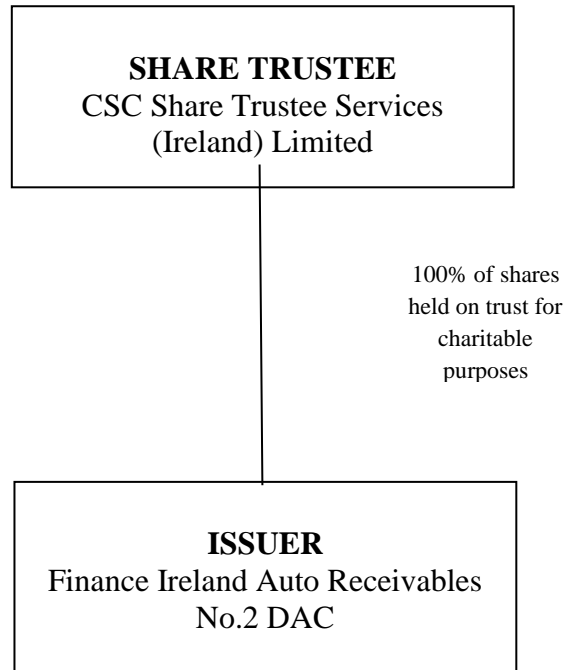 SHARE TRUSTEE
CSC Share Trustee Services
(Ireland) Limited
100% of shares
held on trust for
charitable
purposes
ISSUER
Finance Ireland Auto Receivables
No.2 DAC